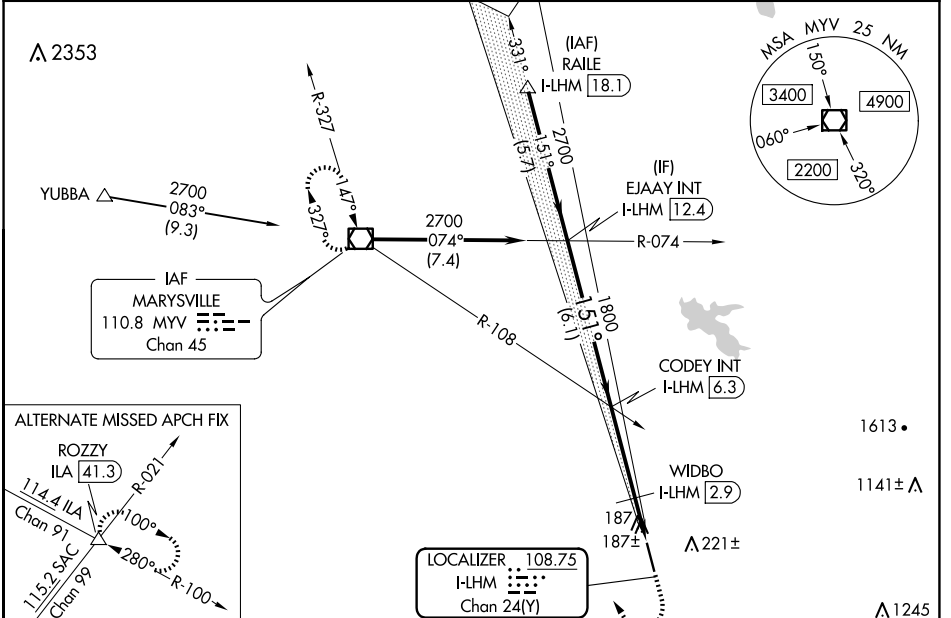 2353
331°
(IAF)
RAILE
I-LHM 18.1
MSA MYV 25 NM
150°
3400
4900
060°
2200
320°
R-327
2700
151°
(5.7)
(IF)
EJAAY INT
I-LHM 12.4
YUBBA
2700
083°
(9.3)
147°
327°
2700
074°
(7.4)
R-074
IAF
MARYSVILLE
110.8 MYV
Chan 45
R-108
1800
151°
(6.1)
CODEY INT
I-LHM 6.3
ALTERNATE MISSED APCH FIX
ROZZY
ILA 41.3
R-021
114.4 ILA
Chan 91
100°
280°
R-100
115.2 SAC
Chan 99
1613
WIDBO
I-LHM 2.9
1141±
187
187±
221±
LOCALIZER 108.75
I-LHM
Chan 24(Y)
1245